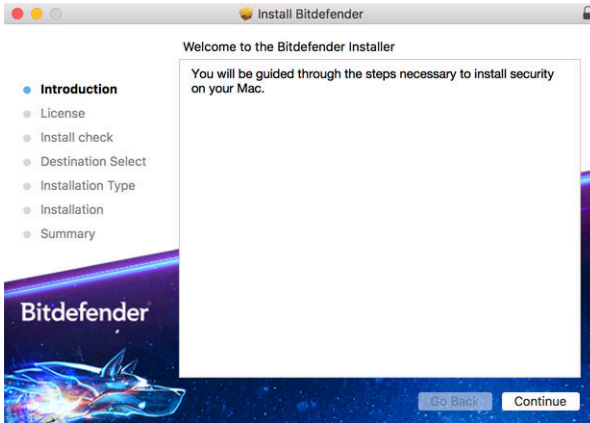 Install Bitdefender
Welcome to the Bitdefender Installer
You will be guided through the steps necessary to install security
on your Mac.
Introduction
License
Install check
Destination Select
Installation Type
Installation
Summary
Bitdefender
Go Back
Continue